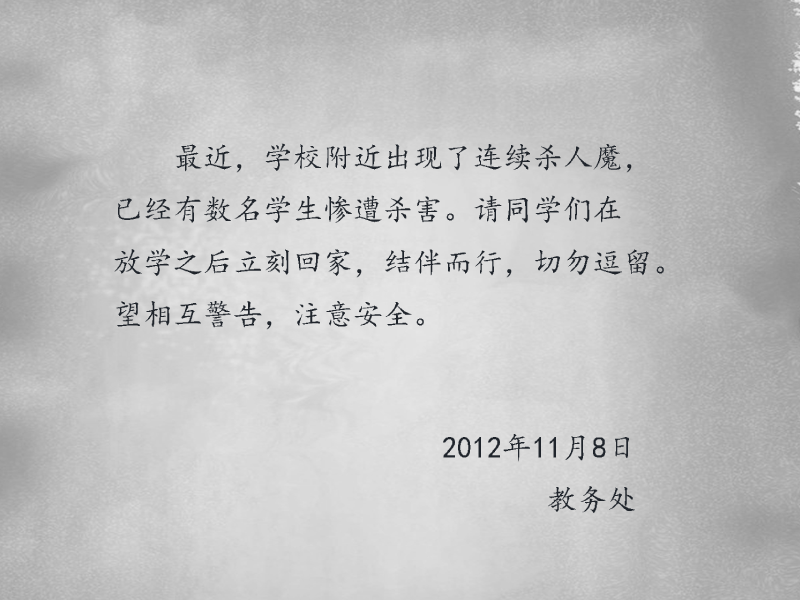 最近，学校附近出现了连续杀人魔，
已经有数名学生惨遭杀害。请同学们在
放学之后立刻回家，结伴而行，切勿逗留。
望相互警告，注意安全。
2012年11月8日
教务处